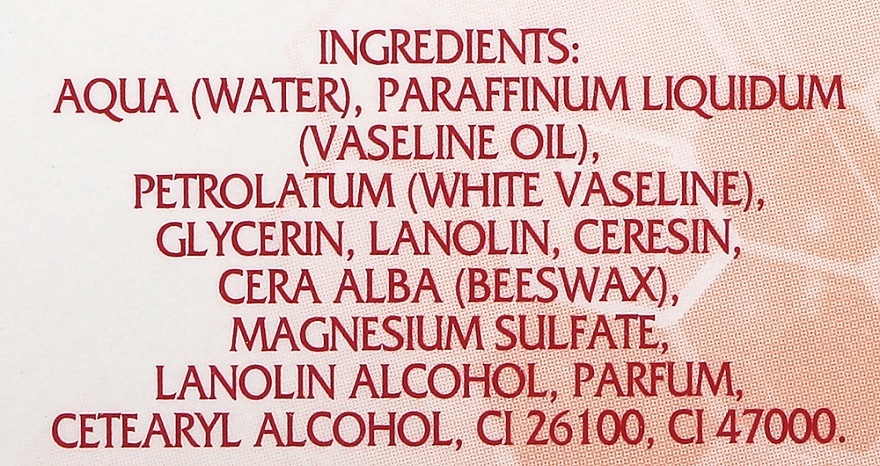 INGREDIENTS:
AQUA (WATER), PARAFFINUM LIQUIDUM
(VASELINE OIL),
PETROLATUM (WHITE VASELINE),
GLYCERIN, LANOLIN, CERESIN,
CERA ALBA (BEESWAX),
MAGNESIUM SULFATE,
LANOLIN ALCOHOL, PARFUM,
CETEARYL ALCOHOL, CI 26100, CI 47000.